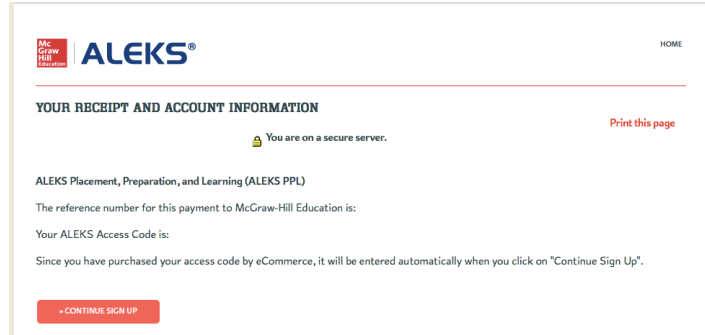 Mc
Graw
Hill
Education
ALEKS®
HOME
YOUR RECEIPT AND ACCOUNT INFORMATION
Print this page
You are on a secure server.
ALEKS Placement, Preparation, and Learning (ALEKS PPL)
The reference number for this payment to McGraw-Hill Education is:
Your ALEKS Access Code is:
Since you have purchased your access code by eCommerce, it will be entered automatically when you click on "Continue Sign Up".
» CONTINUE SIGN UP